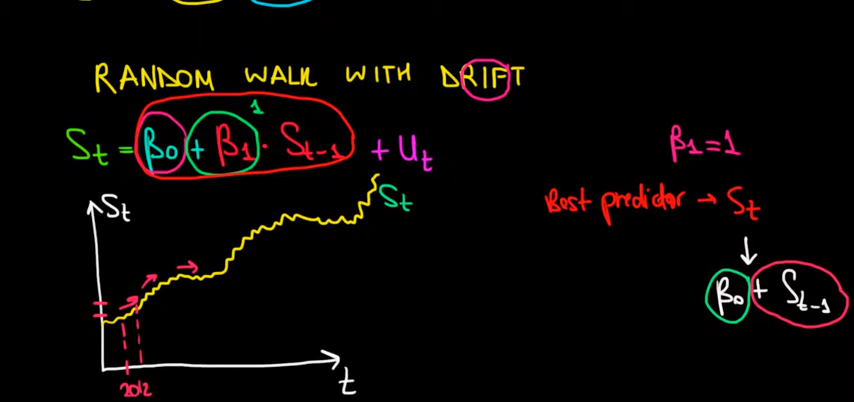 RANDOM WALK WITH DRIFT
1
St = β0 + β1 · St-1 + Ut
β1 = 1
Best predictor → St
β0 + St-1
St
St
2012
t